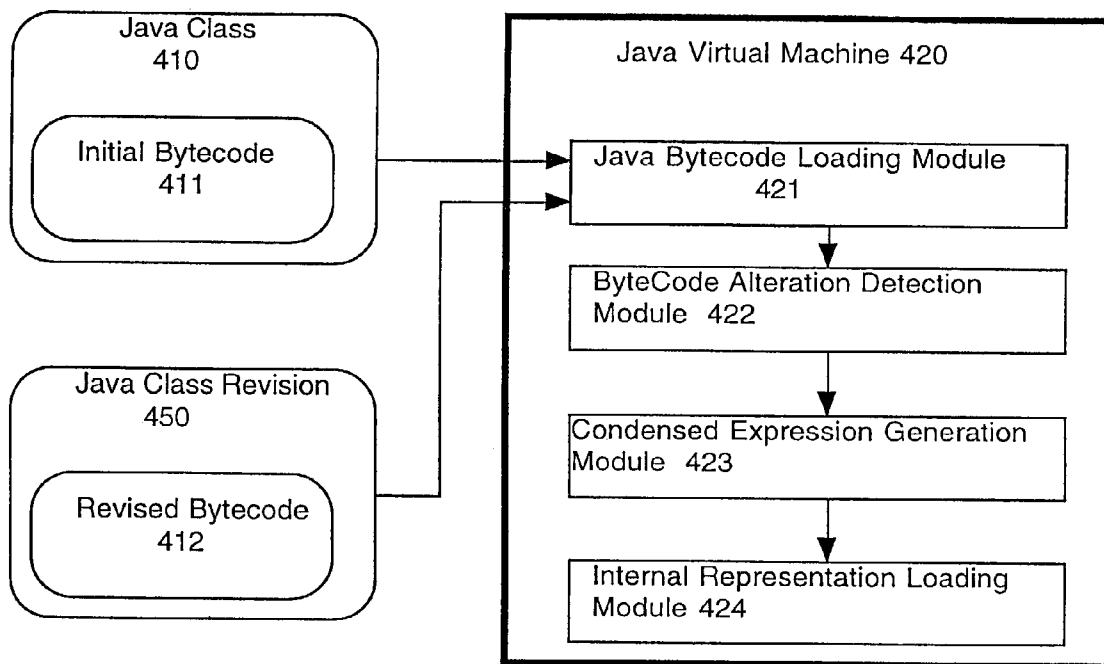 Java Class
410
Initial Bytecode
411
Java Class Revision
450
Revised Bytecode
412
Java Virtual Machine 420
Java Bytecode Loading Module
421
ByteCode Alteration Detection
Module 422
Condensed Expression Generation
Module 423
Internal Representation Loading
Module 424